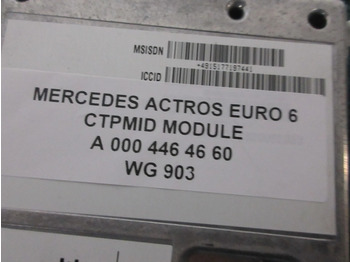 MSISDN
ICCID
MERCEDES ACTROS EURO 6
CTPMID MODULE
A 000 446 46 60
WG 903